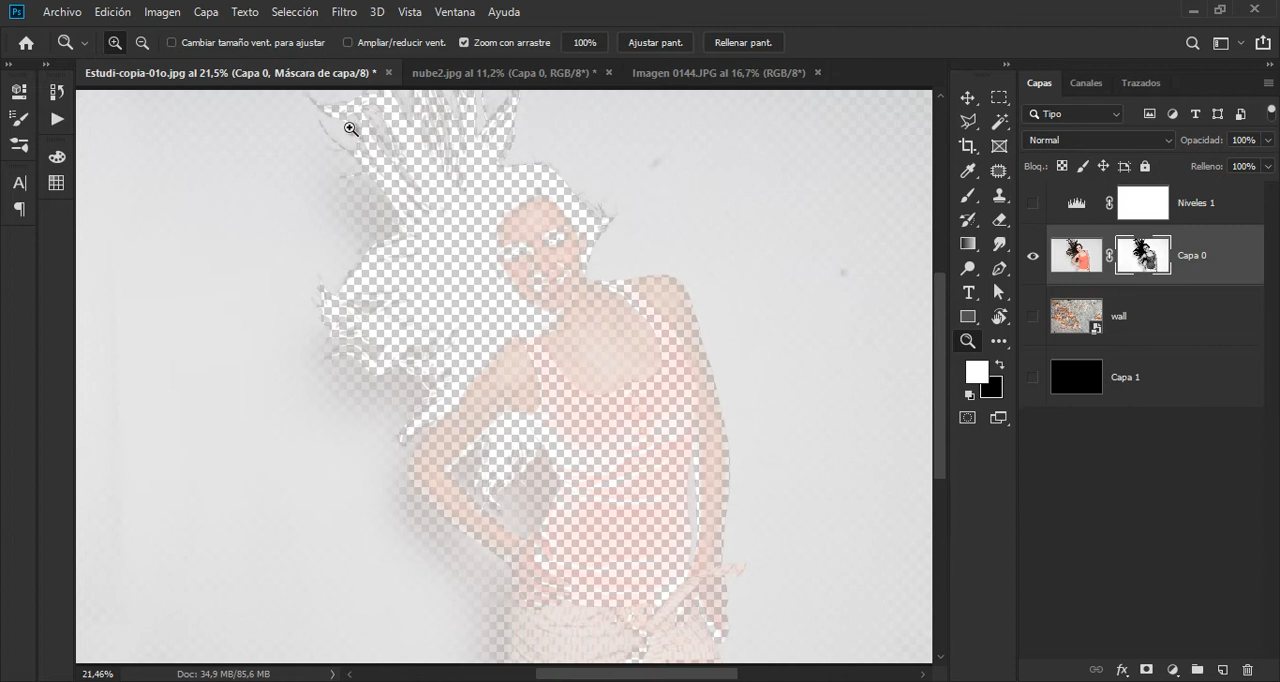 Ps Archivo Edición Imagen Capa Texto Selección Filtro 3D Vista Ventana Ayuda
Cambiar tamaño vent. para ajustar Ampliar/reducir vent. Zoom con arrastre 100% Ajustar pant. Rellenar pant.
Estudi-copia-01o.jpg al 21,5% (Capa 0, Máscara de capa/8) * nube2.jpg al 11,2% (Capa 0, RGB/8*) * Imagen 0144.JPG al 16,7% (RGB/8*)
Capas Canales Trazados
Tipo
Normal Opacidad: 100%
Bloq.: Relleno: 100%
Niveles 1
Capa 0
wall
Capa 1
21,46% Doc: 34,9 MB/85,6 MB